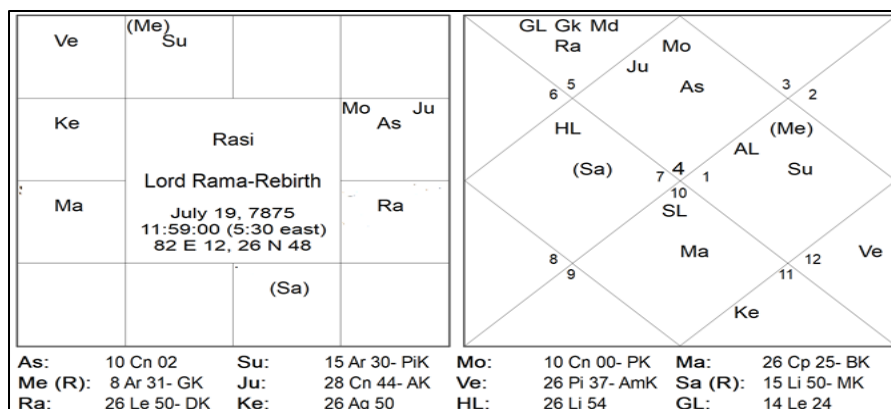 Ve
(Me)
Su
Ke
Mo Ju
As
Rasi
Lord Rama-Rebirth
July 19, 7875
11:59:00 (5:30 east)
82 E 12, 26 N 48
Ma
Ra
(Sa)
GL Gk Md
Ra
Mo
Ju
As
5
6
3
2
HL
(Sa)
(Me)
AL
Su
4
7
1
10
SL
Ma
8
9
12
11
Ve
Ke
As: 10 Cn 02 Su: 15 Ar 30- PiK Mo: 10 Cn 00- PK Ma: 26 Cp 25- BK
Me (R): 8 Ar 31- GK Ju: 28 Cn 44- AK Ve: 26 Pi 37- AmK Sa (R): 15 Li 50- MK
Ra: 26 Le 50- DK Ke: 26 Aq 50 HL: 26 Li 54 GL: 14 Le 24